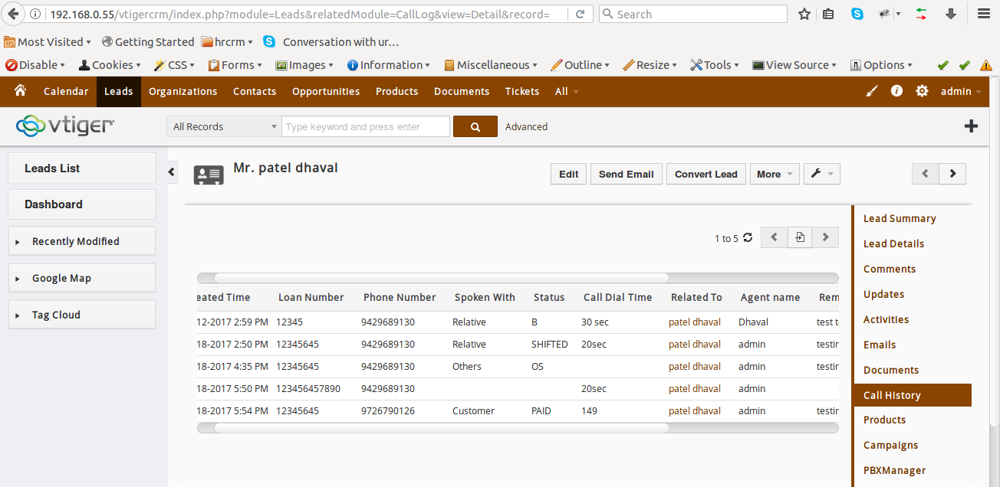 192.168.0.55/vtigercrm/index.php?module=Leads&relatedModule=CallLog&view=Detail&record= Search
Most Visited Getting Started hrcrm Conversation with ur...
Disable Cookies CSS Forms Images Information Miscellaneous Outline Resize Tools View Source Options
Calendar Leads Organizations Contacts Opportunities Products Documents Tickets All admin
vtiger All Records Type keyword and press enter Advanced
Leads List
Dashboard
Recently Modified
Google Map
Tag Cloud
Mr. patel dhaval
Edit Send Email Convert Lead More
1 to 5
eated Time Loan Number Phone Number Spoken With Status Call Dial Time Related To Agent name Rem
12-2017 2:59 PM 12345 9429689130 Relative B 30 sec patel dhaval Dhaval test t
18-2017 2:50 PM 12345645 9429689130 Relative SHIFTED 20sec patel dhaval admin testin
18-2017 4:35 PM 12345645 9429689130 Others OS patel dhaval admin testin
18-2017 5:50 PM 123456457890 9429689130 20sec patel dhaval admin
18-2017 5:54 PM 12345645 9726790126 Customer PAID 149 patel dhaval admin testin
Lead Summary
Lead Details
Comments
Updates
Activities
Emails
Documents
Call History
Products
Campaigns
PBXManager